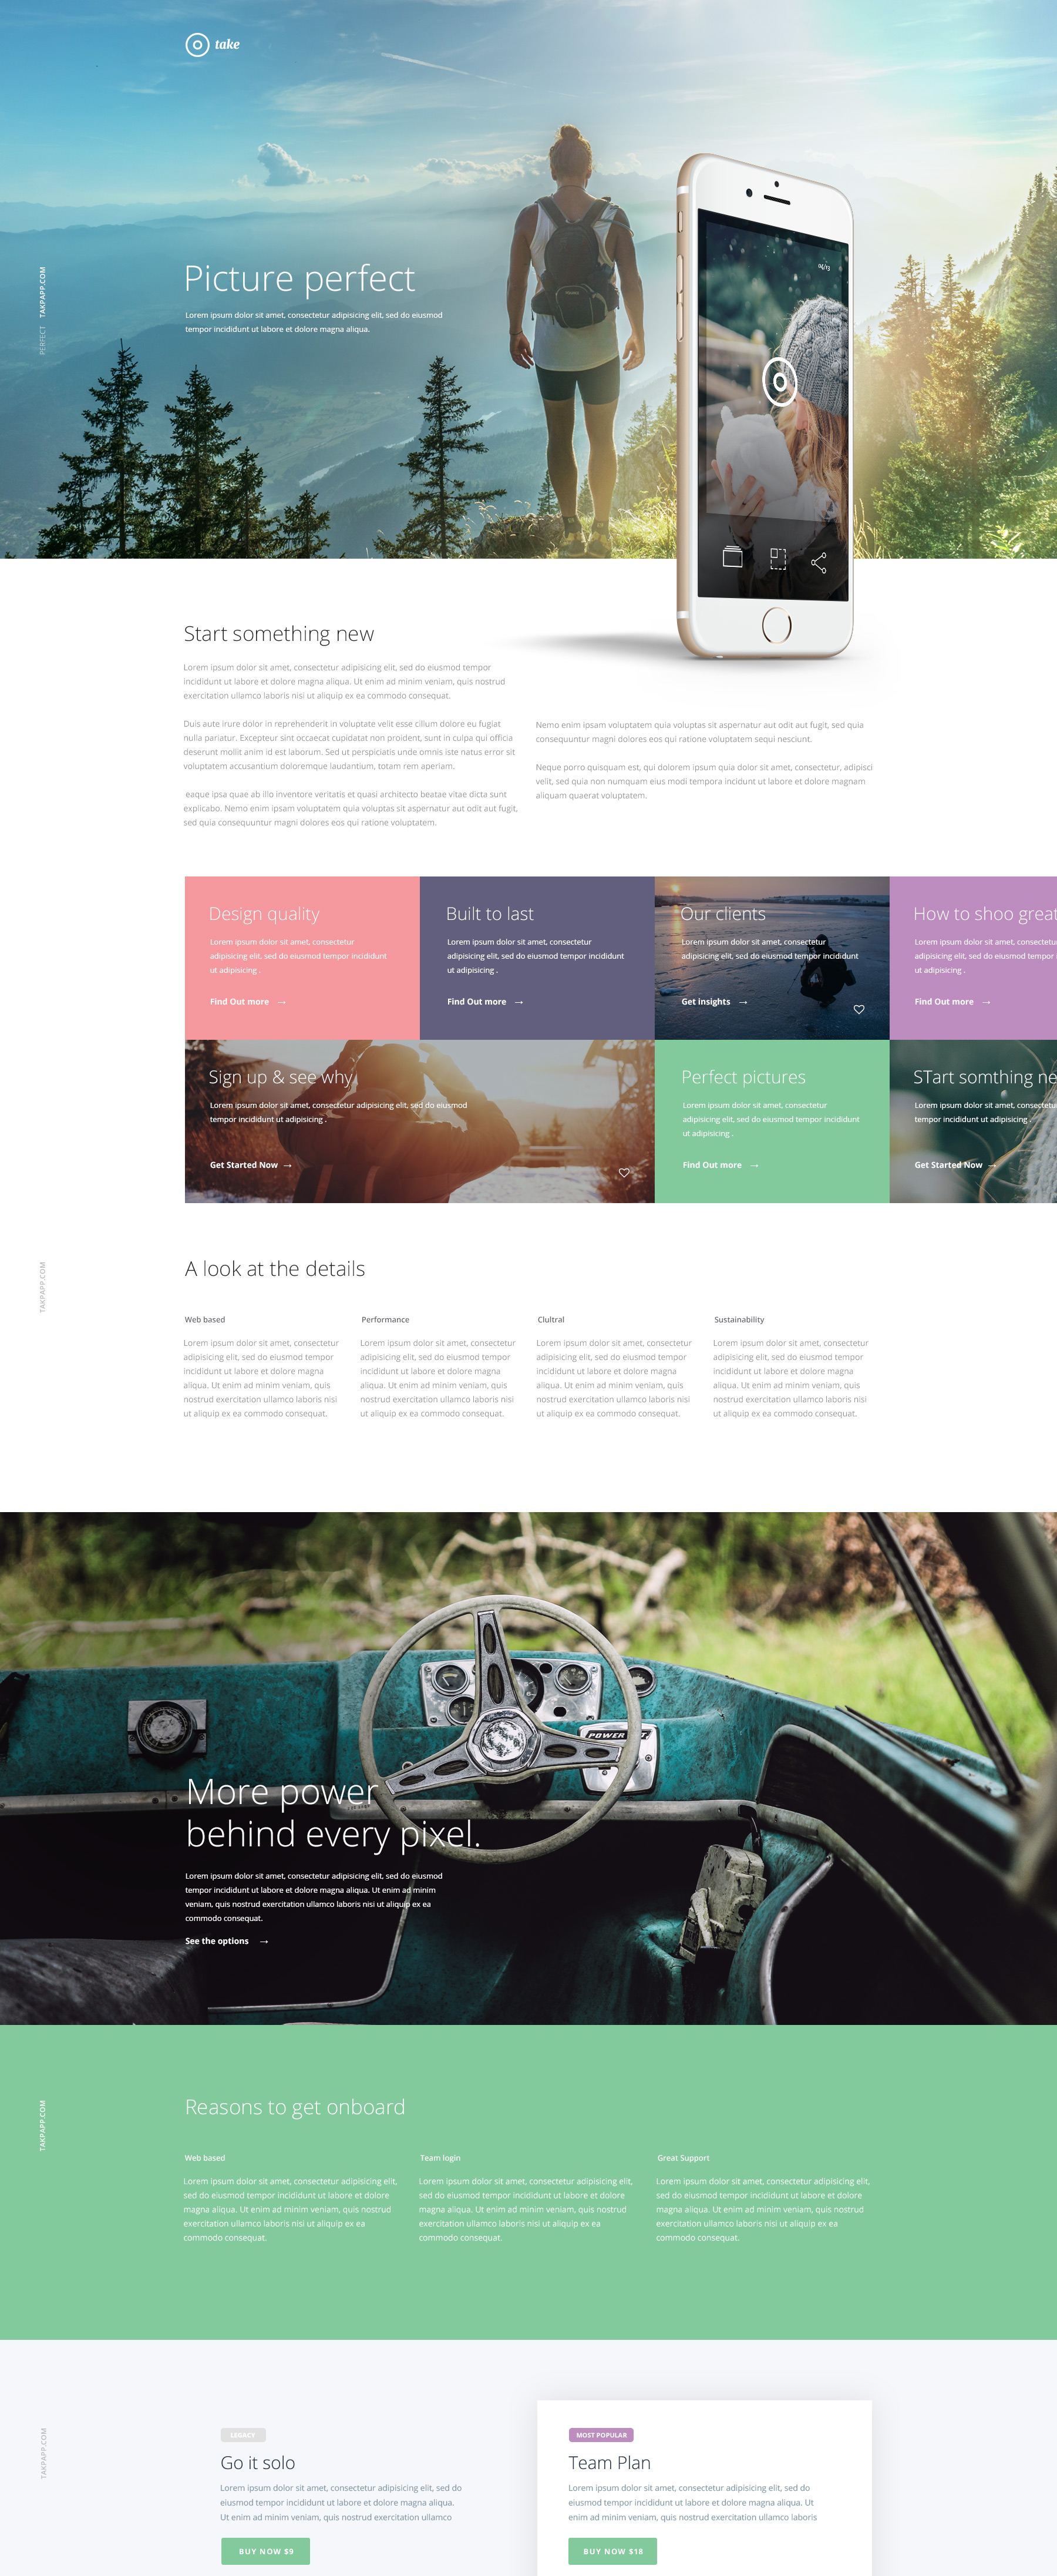 take
TAKPAPP.COM
PERFECT
Picture perfect
Lorem ipsum dolor sit amet, consectetur adipisicing elit, sed do eiusmod
tempor incididunt ut labore et dolore magna aliqua.
Start something new
Lorem ipsum dolor sit amet, consectetur adipisicing elit, sed do eiusmod tempor
incididunt ut labore et dolore magna aliqua. Ut enim ad minim veniam, quis nostrud
exercitation ullamco laboris nisi ut aliquip ex ea commodo consequat.
Duis aute irure dolor in reprehenderit in voluptate velit esse cillum dolore eu fugiat
nulla pariatur. Excepteur sint occaecat cupidatat non proident, sunt in culpa qui officia
deserunt mollit anim id est laborum. Sed ut perspiciatis unde omnis iste natus error sit
voluptatem accusantium doloremque laudantium, totam rem aperiam.
eaque ipsa quae ab illo inventore veritatis et quasi architecto beatae vitae dicta sunt
explicabo. Nemo enim ipsam voluptatem quia voluptas sit aspernatur aut odit aut fugit,
sed quia consequuntur magni dolores eos qui ratione voluptatem.
Nemo enim ipsam voluptatem quia voluptas sit aspernatur aut odit aut fugit, sed quia
consequuntur magni dolores eos qui ratione voluptatem sequi nesciunt.
Neque porro quisquam est, qui dolorem ipsum quia dolor sit amet, consectetur, adipisci
velit, sed quia non numquam eius modi tempora incidunt ut labore et dolore magnam
aliquam quaerat voluptatem.
Design quality
Lorem ipsum dolor sit amet, consectetur
adipisicing elit, sed do eiusmod tempor incididunt
ut adipisicing .
Find Out more →
Built to last
Lorem ipsum dolor sit amet, consectetur
adipisicing elit, sed do eiusmod tempor incididunt
ut adipisicing .
Find Out more →
Our clients
Lorem ipsum dolor sit amet, consectetur
adipisicing elit, sed do eiusmod tempor incididunt
Get insights →
How to shoo great
Lorem ipsum dolor sit amet, consectetu
adipisicing elit, sed do eiusmod tempor
ut adipisicing .
Find Out more →
Sign up & see why
Lorem ipsum dolor sit amet, consectetur adipisicing elit, sed do eiusmod
tempor incididunt ut adipisicing .
Get Started Now →
Perfect pictures
Lorem ipsum dolor sit amet, consectetur
adipisicing elit, sed do eiusmod tempor incididunt
ut adipisicing .
Find Out more →
STart somthing ne
Lorem ipsum dolor sit amet, consectetu
tempor incididunt ut adipisicing .
Get Started Now →
TAKPAPP.COM
A look at the details
Web based
Lorem ipsum dolor sit amet, consectetur
adipisicing elit, sed do eiusmod tempor
incididunt ut labore et dolore magna
aliqua. Ut enim ad minim veniam, quis
nostrud exercitation ullamco laboris nisi
ut aliquip ex ea commodo consequat.
Performance
Lorem ipsum dolor sit amet, consectetur
adipisicing elit, sed do eiusmod tempor
incididunt ut labore et dolore magna
aliqua. Ut enim ad minim veniam, quis
nostrud exercitation ullamco laboris nisi
ut aliquip ex ea commodo consequat.
Clultral
Lorem ipsum dolor sit amet, consectetur
adipisicing elit, sed do eiusmod tempor
incididunt ut labore et dolore magna
aliqua. Ut enim ad minim veniam, quis
nostrud exercitation ullamco laboris nisi
ut aliquip ex ea commodo consequat.
Sustainability
Lorem ipsum dolor sit amet, consectetur
adipisicing elit, sed do eiusmod tempor
incididunt ut labore et dolore magna
aliqua. Ut enim ad minim veniam, quis
nostrud exercitation ullamco laboris nisi
ut aliquip ex ea commodo consequat.
POWER
More power
behind every pixel.
Lorem ipsum dolor sit amet, consectetur adipisicing elit, sed do eiusmod
tempor incididunt ut labore et dolore magna aliqua. Ut enim ad minim
veniam, quis nostrud exercitation ullamco laboris nisi ut aliquip ex ea
commodo consequat.
See the options →
TAKPAPP.COM
Reasons to get onboard
Web based
Lorem ipsum dolor sit amet, consectetur adipisicing elit,
sed do eiusmod tempor incididunt ut labore et dolore
magna aliqua. Ut enim ad minim veniam, quis nostrud
exercitation ullamco laboris nisi ut aliquip ex ea
commodo consequat.
Team login
Lorem ipsum dolor sit amet, consectetur adipisicing elit,
sed do eiusmod tempor incididunt ut labore et dolore
magna aliqua. Ut enim ad minim veniam, quis nostrud
exercitation ullamco laboris nisi ut aliquip ex ea
commodo consequat.
Great Support
Lorem ipsum dolor sit amet, consectetur adipisicing elit,
sed do eiusmod tempor incididunt ut labore et dolore
magna aliqua. Ut enim ad minim veniam, quis nostrud
exercitation ullamco laboris nisi ut aliquip ex ea
commodo consequat.
TAKPAPP.COM
LEGACY
Go it solo
Lorem ipsum dolor sit amet, consectetur adipisicing elit, sed do
eiusmod tempor incididunt ut labore et dolore magna aliqua.
Ut enim ad minim veniam, quis nostrud exercitation ullamco
BUY NOW $9
MOST POPULAR
Team Plan
Lorem ipsum dolor sit amet, consectetur adipisicing elit, sed do
eiusmod tempor incididunt ut labore et dolore magna aliqua. Ut
enim ad minim veniam, quis nostrud exercitation ullamco laboris
BUY NOW $18